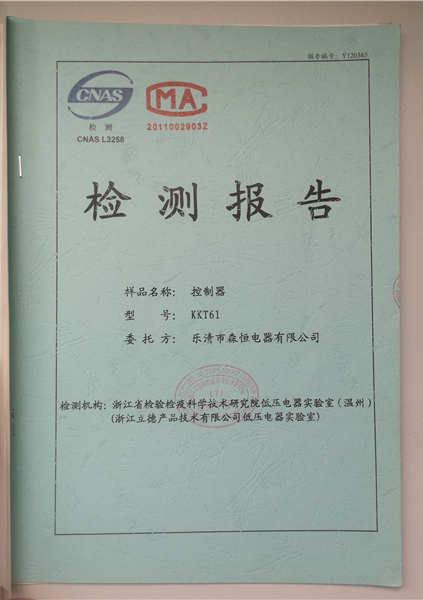 报告编号: Y120365
CNAS
MA
检 测
CNAS L3258
2011002903Z
检 测 报 告
样品名称: 控制器
型 号: KKT61
委 托 方: 乐清市森恒电器有限公司
检测机构: 浙江省检验检疫科学技术研究院低压电器实验室(温州)
(浙江立德产品技术有限公司低压电器实验室)